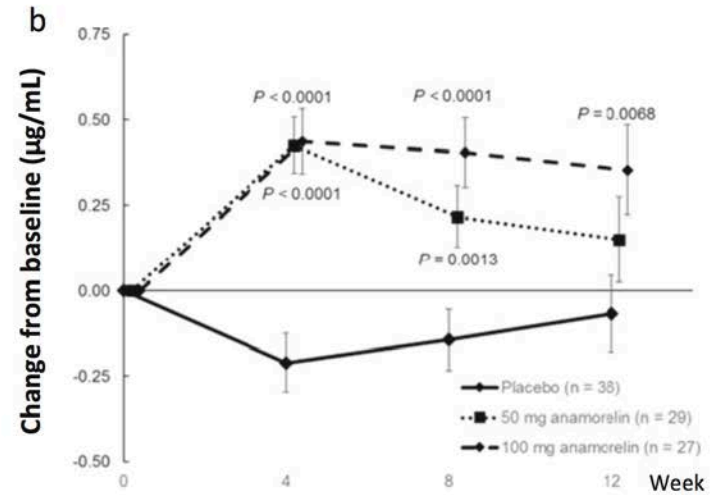 b
Change from baseline (µg/mL)
0.75
0.50
0.25
0.00
-0.25
-0.50
P < 0.0001
P < 0.0001
P = 0.0068
P < 0.0001
P = 0.0013
Placebo (n = 38)
50 mg anamorelin (n = 29)
100 mg anamorelin (n = 27)
0
4
8
12
Week